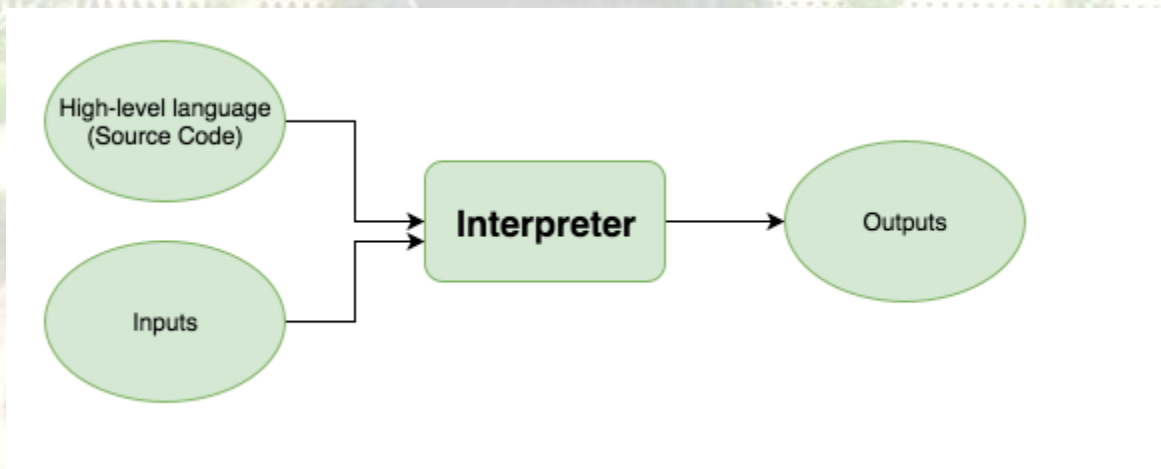 High-level language
(Source Code)
Interpreter
Outputs
Inputs